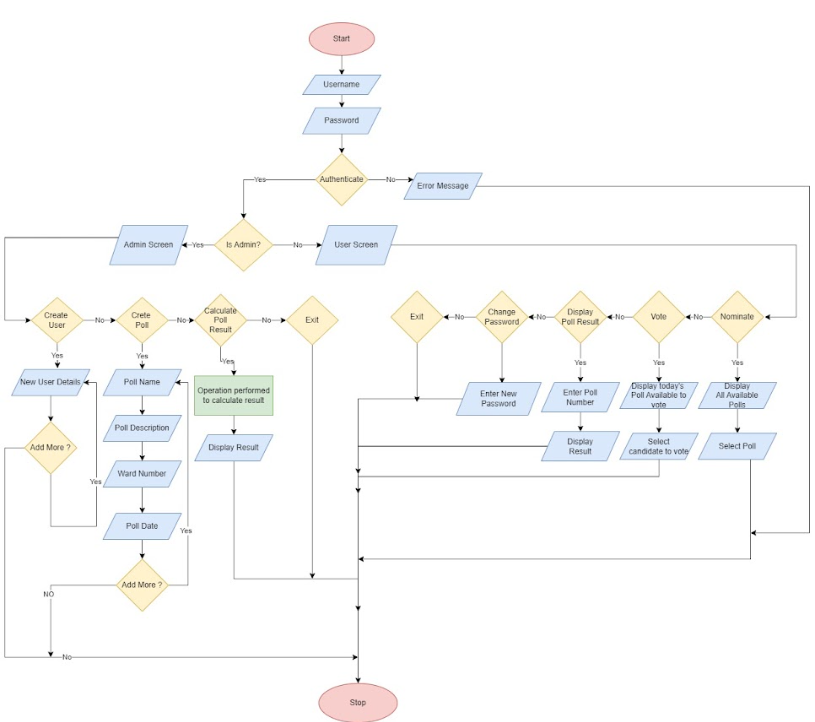 Start
Username
Password
Authenticate
Yes
No
Error Message
Admin Screen
Yes
Is Admin?
No
User Screen
Create
User
No
Crete
Poll
No
Calculate
Poll
Result
No
Exit
Exit
No
Change
Password
No
Display
Poll Result
No
Vote
No
Nominate
Yes
Yes
Yes
Yes
Yes
Yes
New User Details
Poll Name
Operation performed
to calculate result
Enter New
Password
Enter Poll
Number
Display today's
Poll Available to
vote
Display
All Available
Polls
Add More ?
Poll Description
Display Result
Display
Result
Select
candidate to vote
Select Poll
Yes
Ward Number
Poll Date
Yes
Add More ?
NO
No
Stop